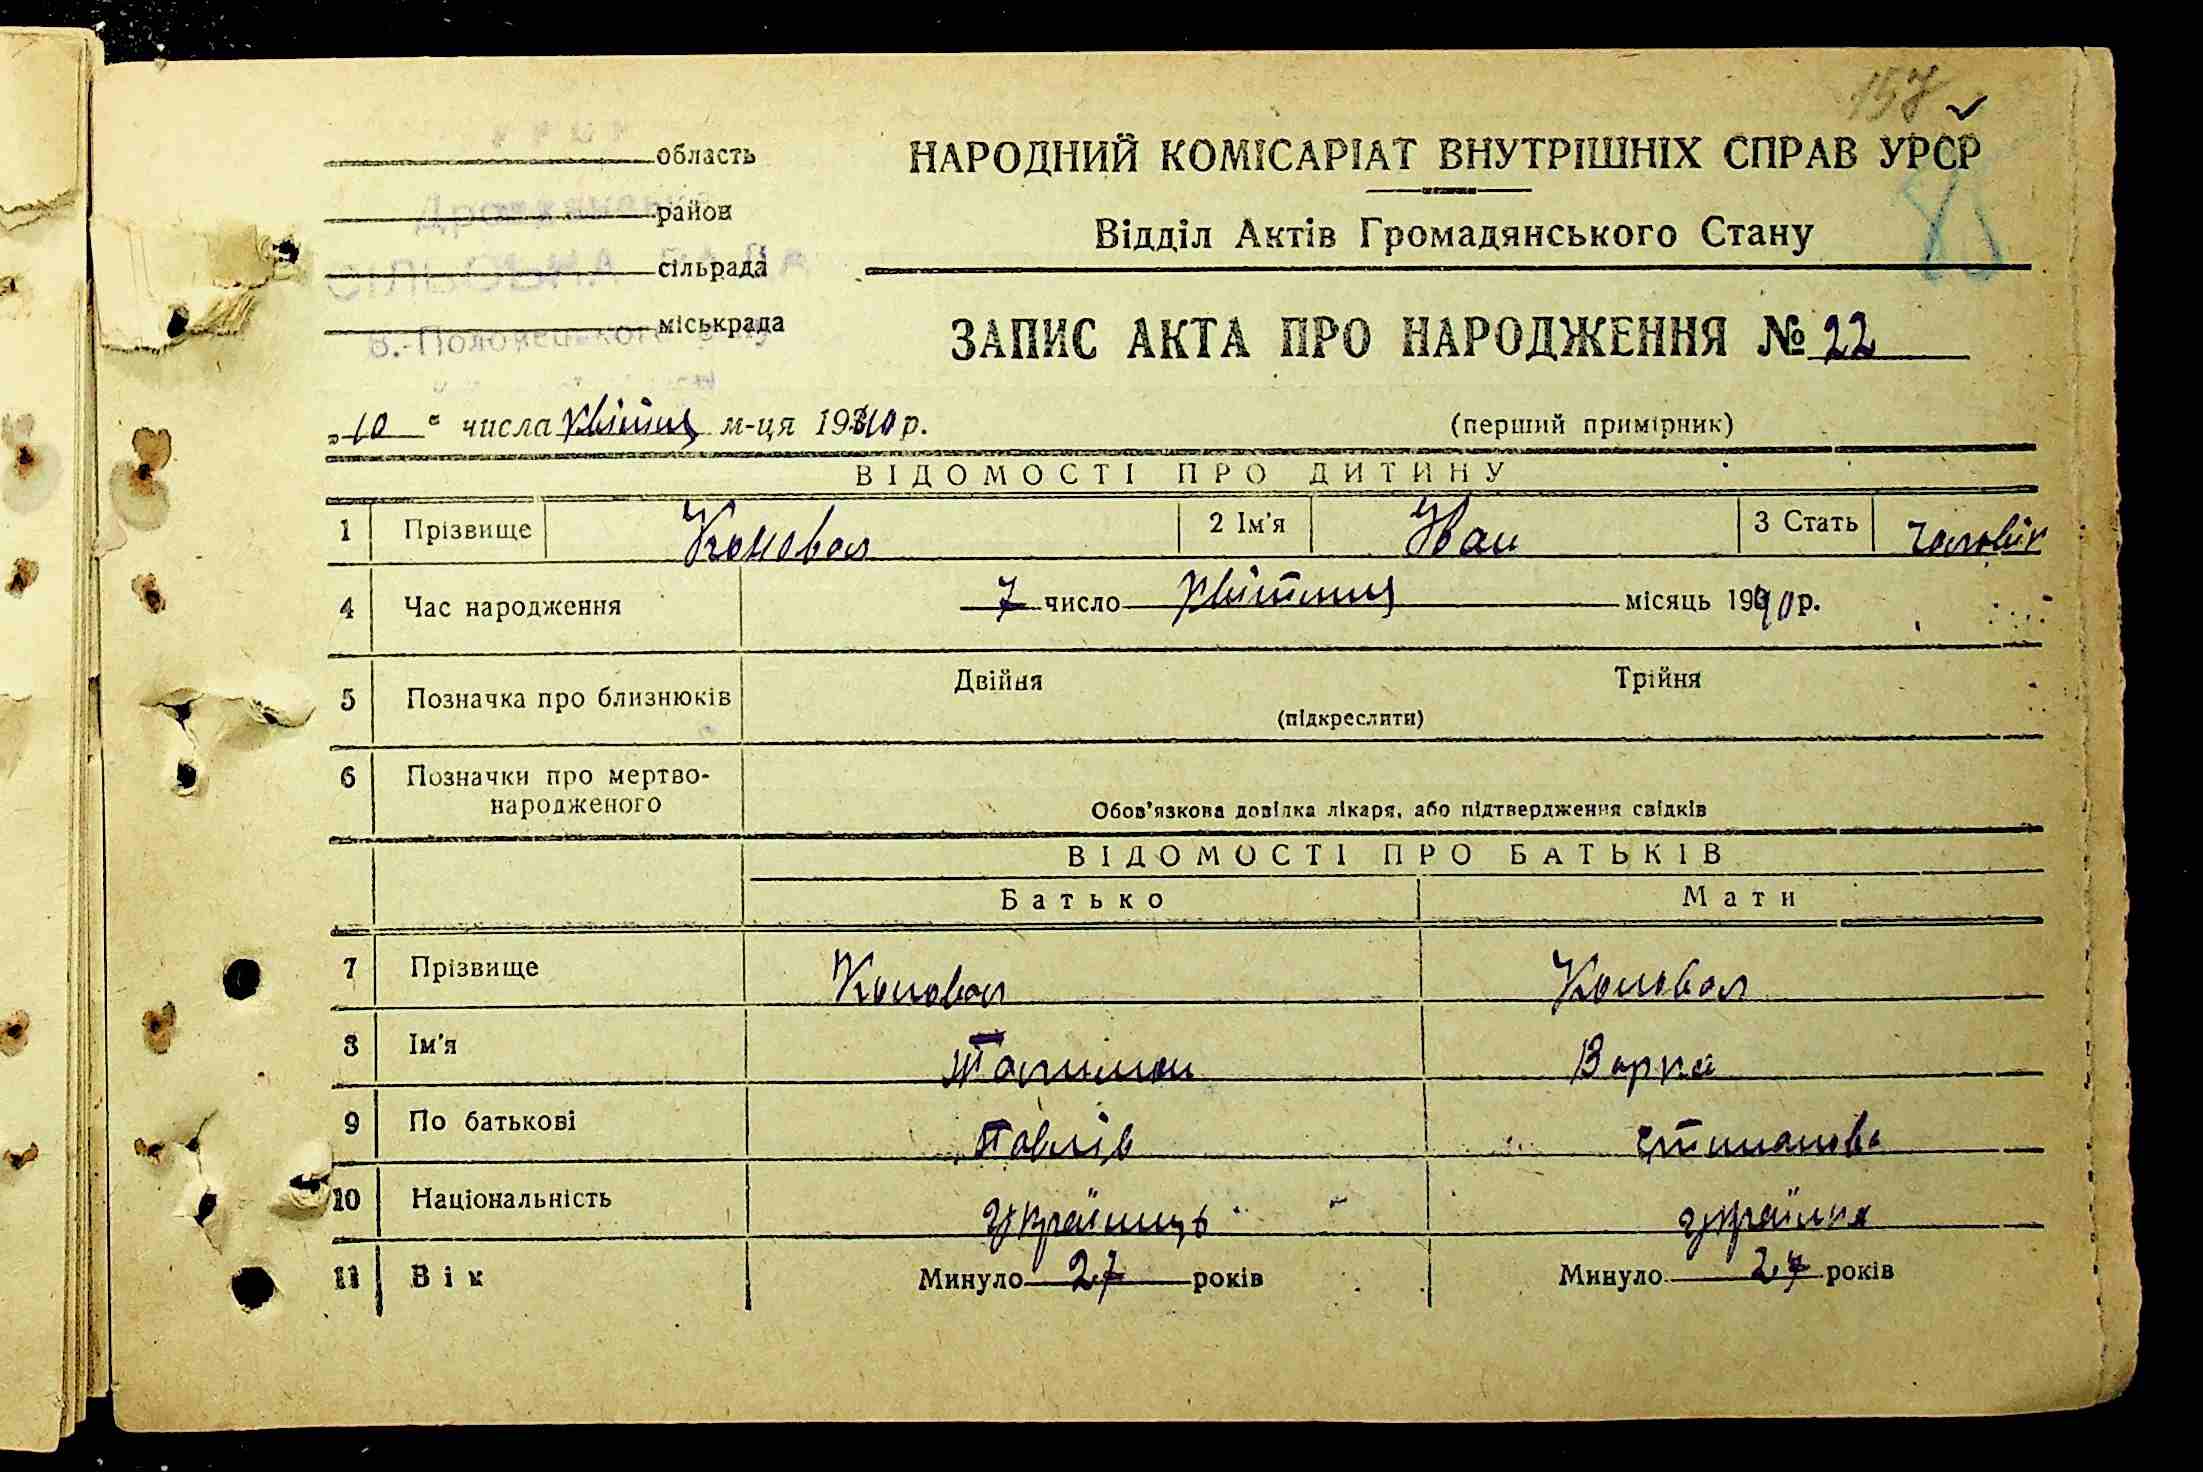 157
УРСР
область
НАРОДНИЙ КОМІСАРІАТ ВНУТРІШНІХ СПРАВ УРСР
район
Відділ Актів Громадянського Стану
СІЛЬСЬКА РАДА
сільрада
міськрада
ЗАПИС АКТА ПРО НАРОДЖЕННЯ № 22
„10“ числа квітня м-ця 1940 р.
(перший примірник)
ВІДОМОСТІ ПРО ДИТИНУ
1 Прізвище Коновал 2 Ім'я Іван 3 Стать чоловік
4 Час народження 7 число квітня місяць 1940 р.
5 Позначка про близнюків Двійня Трійня
(підкреслити)
6 Позначки про мертво-
народженого
Обов'язкова довідка лікаря, або підтвердження свідків
ВІДОМОСТІ ПРО БАТЬКІВ
Батько Мати
7 Прізвище Коновал Коновал
8 Ім'я Варка
9 По батькові Павлів
10 Національність Українець українка
11 Вік Минуло 27 років Минуло 27 років